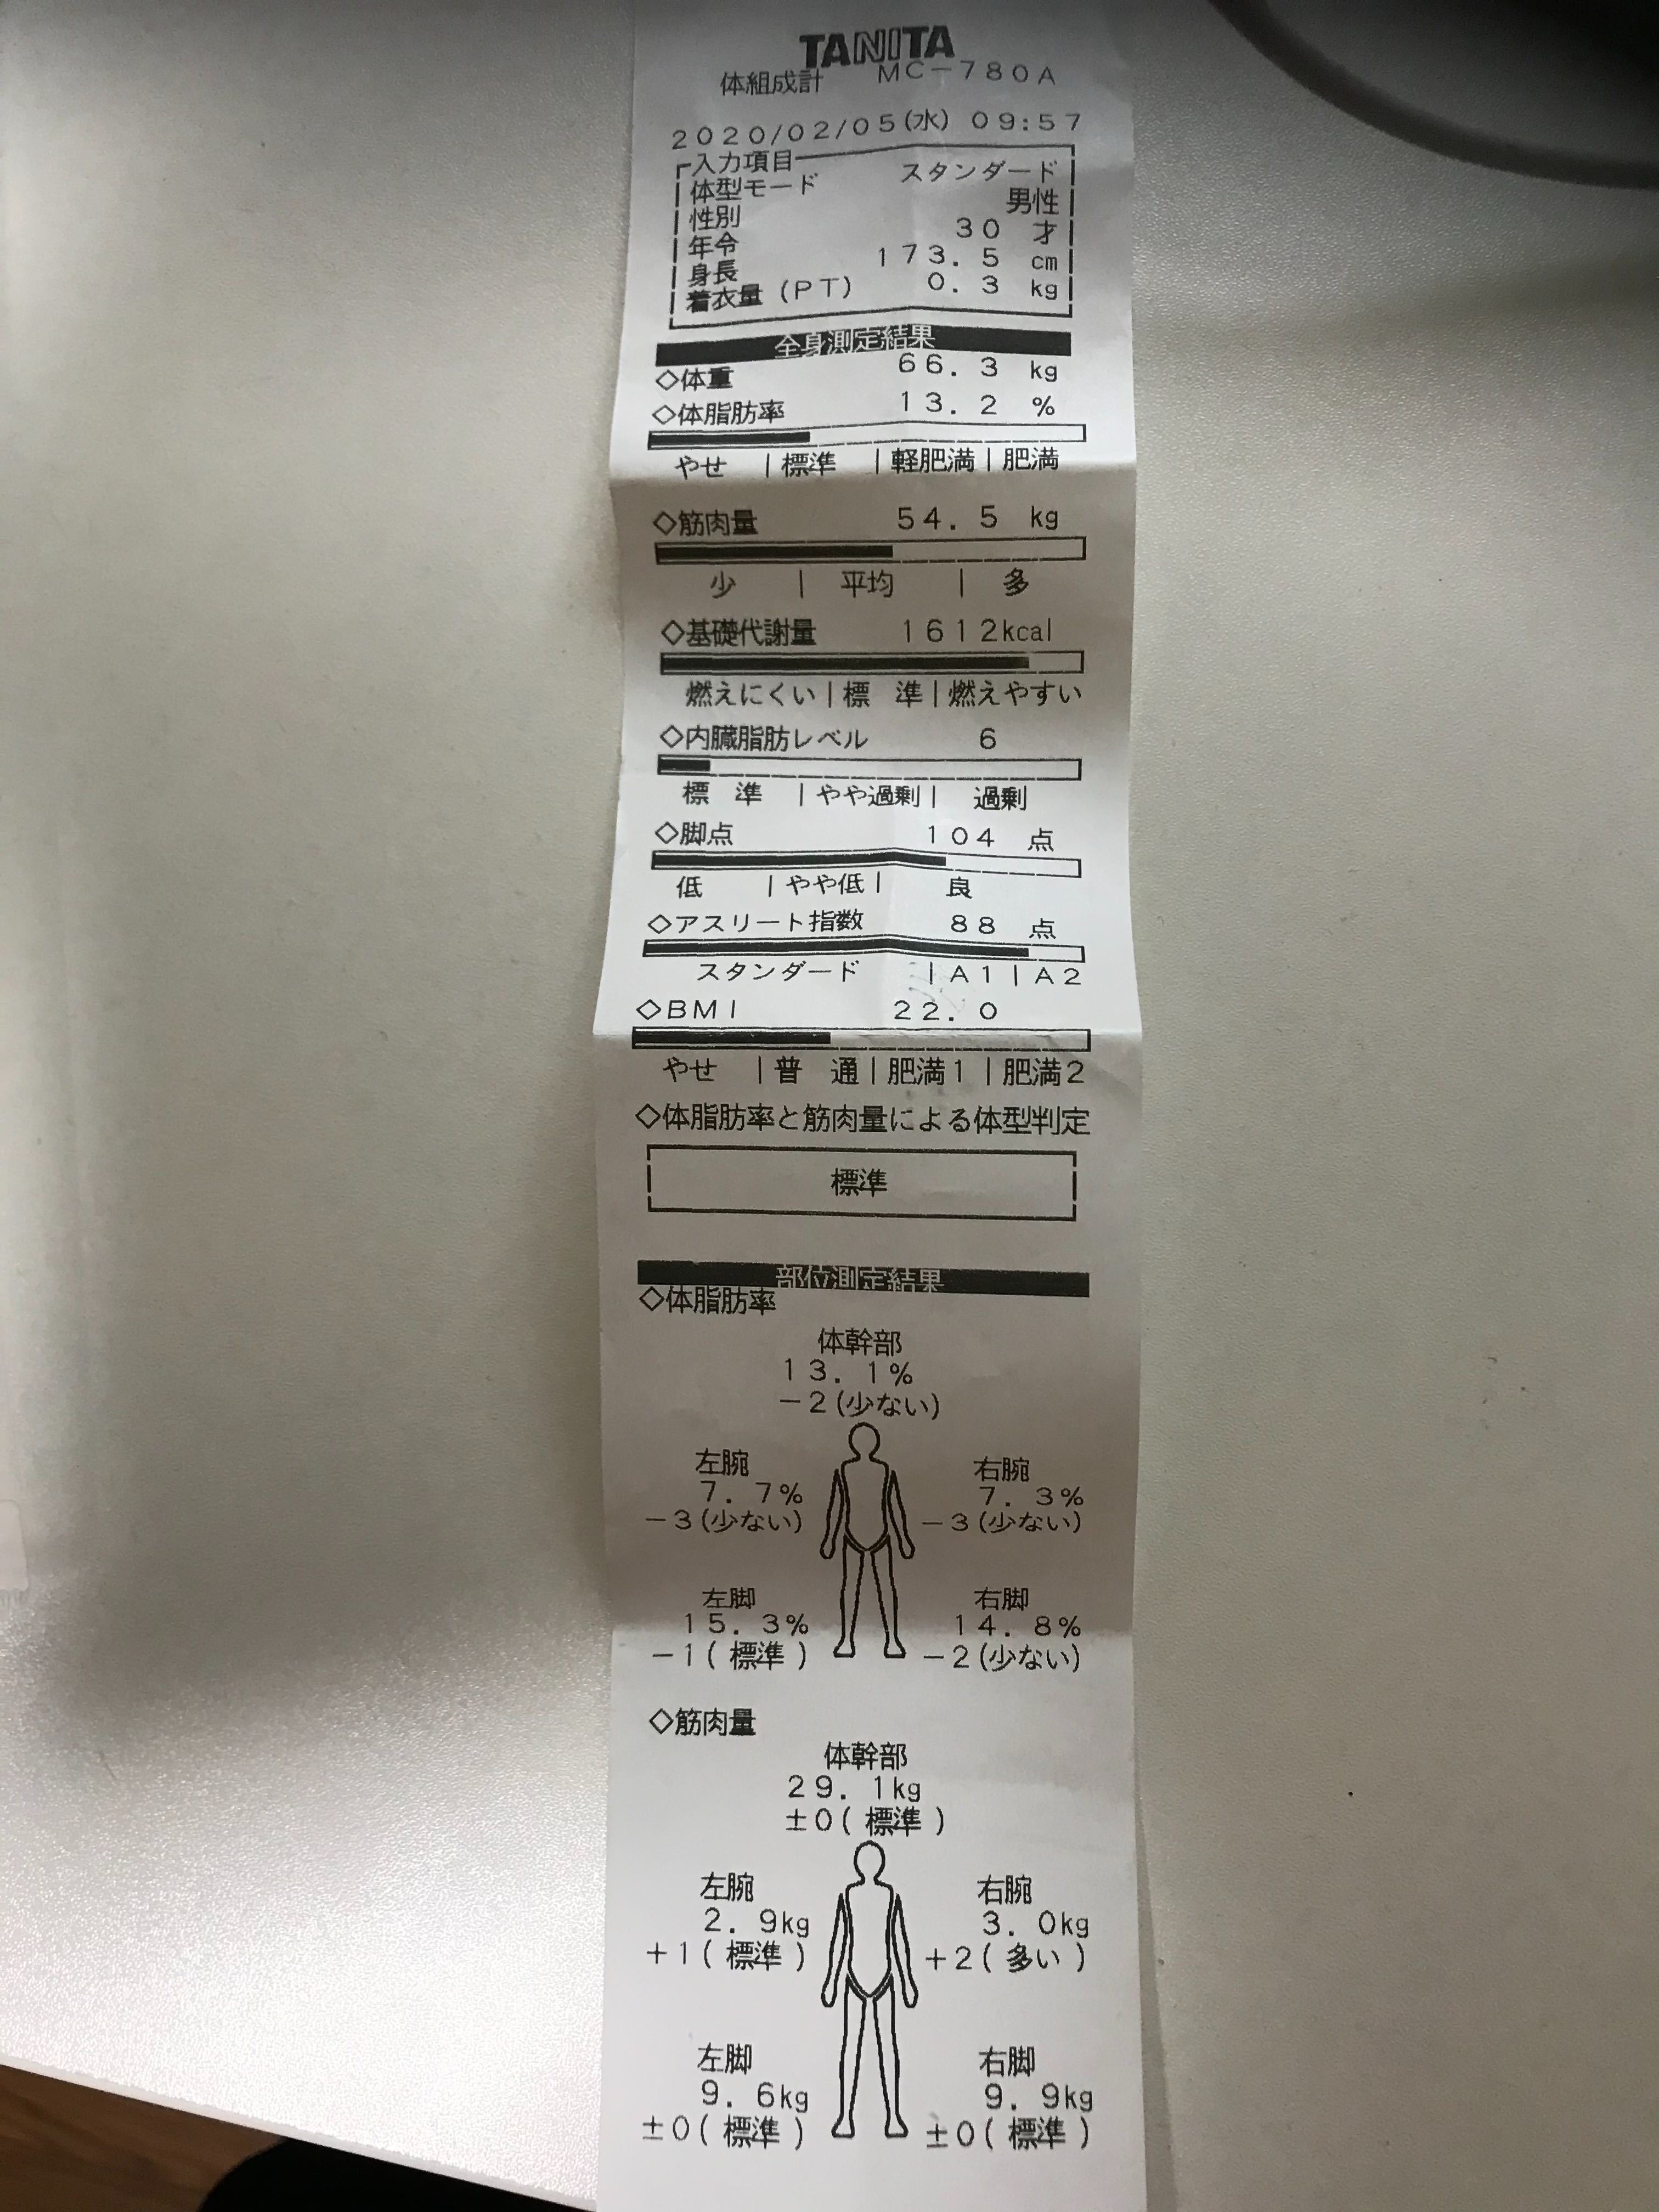 TANITA
体組成計 MC-780A
2020/02/05(水) 09:57
入力項目
体型モード スタンダード
性別 男性
年令 30 才
身長 173.5 cm
着衣量(PT) 0.3 kg
全身測定結果
◇体重 66.3 kg
◇体脂肪率 13.2 %
やせ |標準 |軽肥満|肥満
◇筋肉量 54.5 kg
少 | 平均 | 多
◇基礎代謝量 1612kcal
燃えにくい|標 準|燃えやすい
◇内臓脂肪レベル 6
標 準 |やや過剰| 過剰
◇脚点 104 点
低 |やや低| 良
◇アスリート指数 88 点
スタンダード |A1|A2
◇BMI 22.0
やせ |普 通|肥満1|肥満2
◇体脂肪率と筋肉量による体型判定
標準
部位測定結果
◇体脂肪率
体幹部
13.1%
-2(少ない)
左腕 右腕
7.7% 7.3%
-3(少ない) -3(少ない)
左脚 右脚
15.3% 14.8%
-1(標準) -2(少ない)
◇筋肉量
体幹部
29.1kg
±0(標準)
左腕 右腕
2.9kg 3.0kg
+1(標準) +2(多い)
左脚 右脚
9.6kg 9.9kg
±0(標準) ±0(標準)